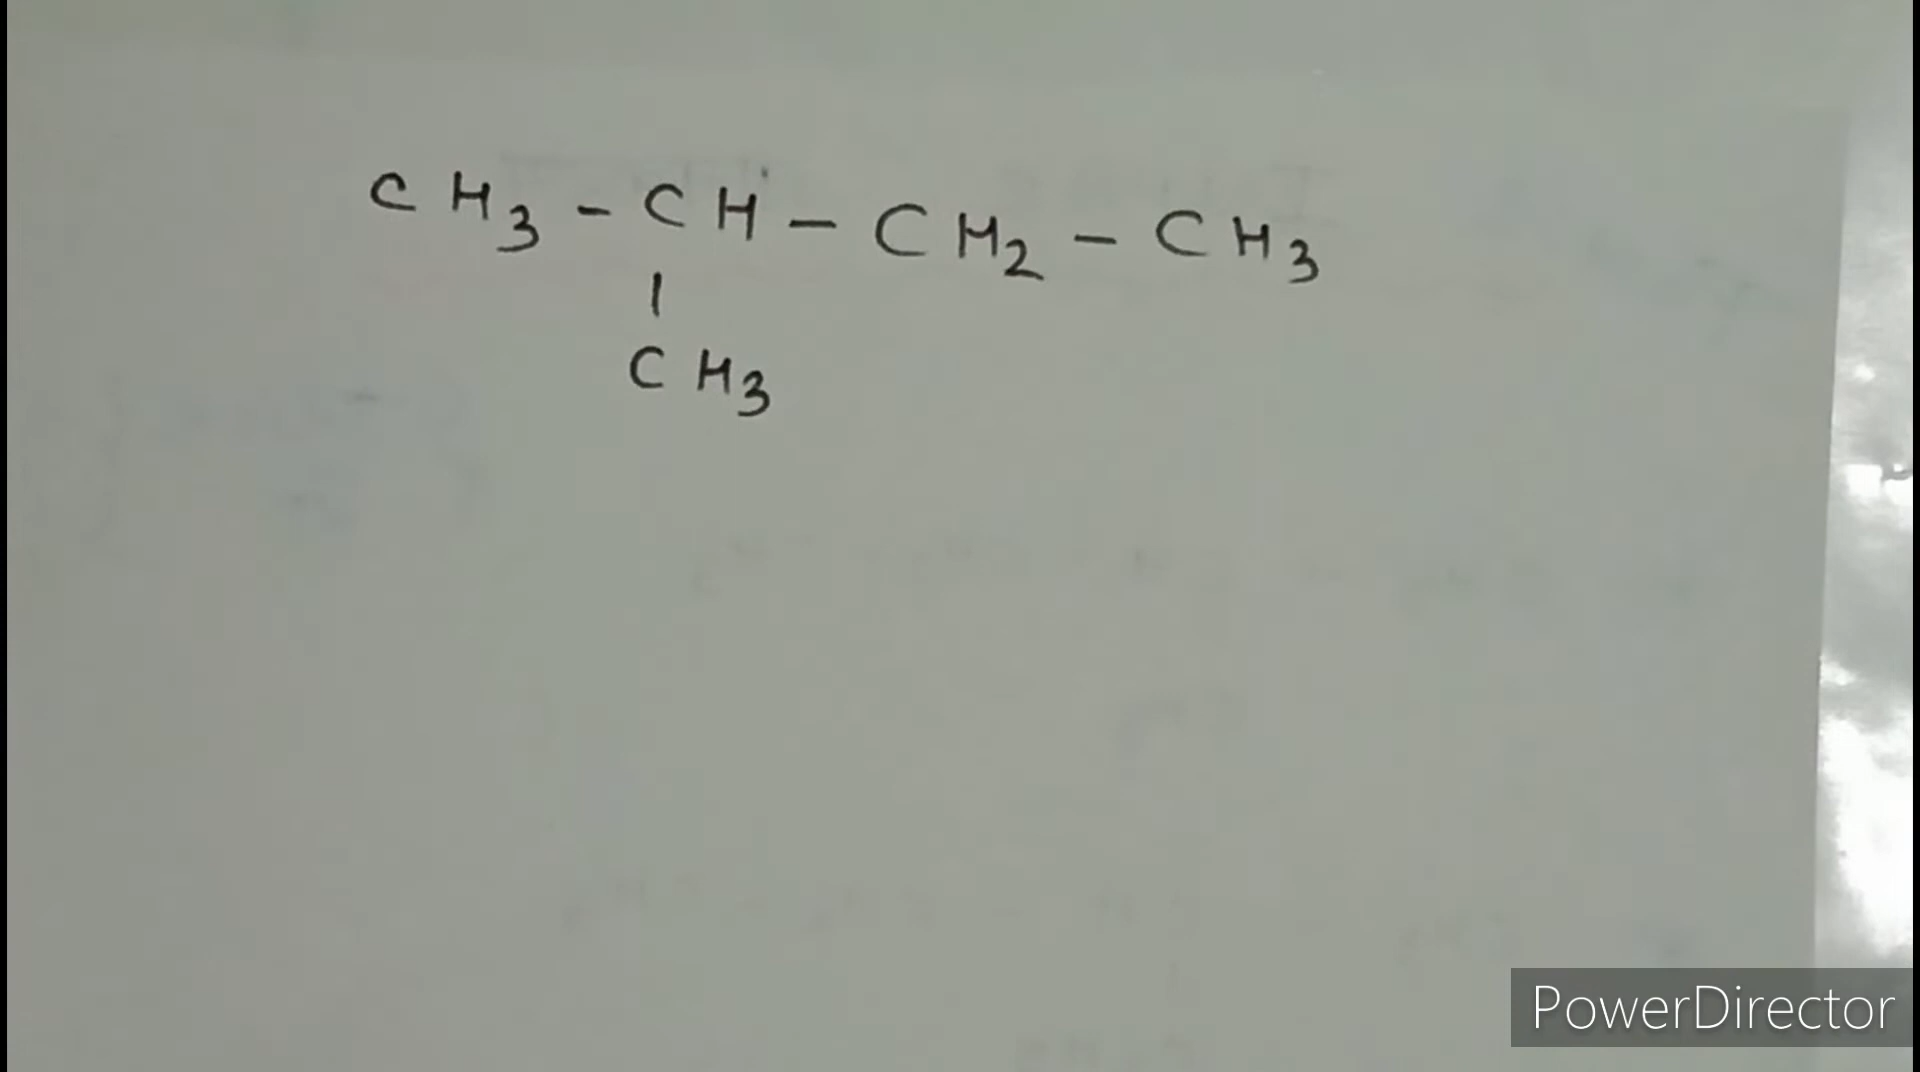 CH3 - CH - CH2 - CH3
|
CH3
PowerDirector